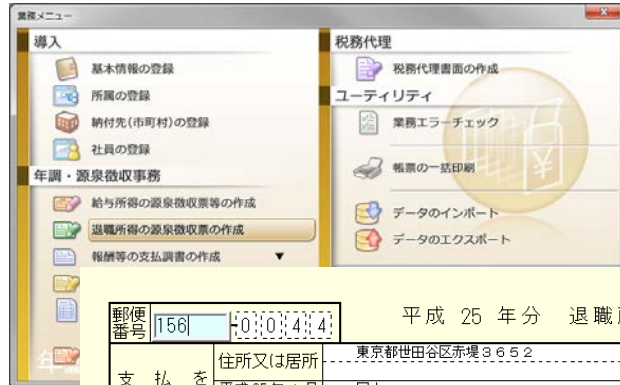 業務メニュー
導入
基本情報の登録
所属の登録
納付先(市町村)の登録
社員の登録
年調・源泉徴収事務
給与所得の源泉徴収票等の作成
退職所得の源泉徴収票の作成
報酬等の支払調書の作成 ▼
税務代理
税務代理書面の作成
ユーティリティ
業務エラーチェック
帳票の一括印刷
データのインポート
データのエクスポート
郵便番号 156-0044
平成 25 年分 退職
住所又は居所 東京都世田谷区赤堤3652
支 払 を